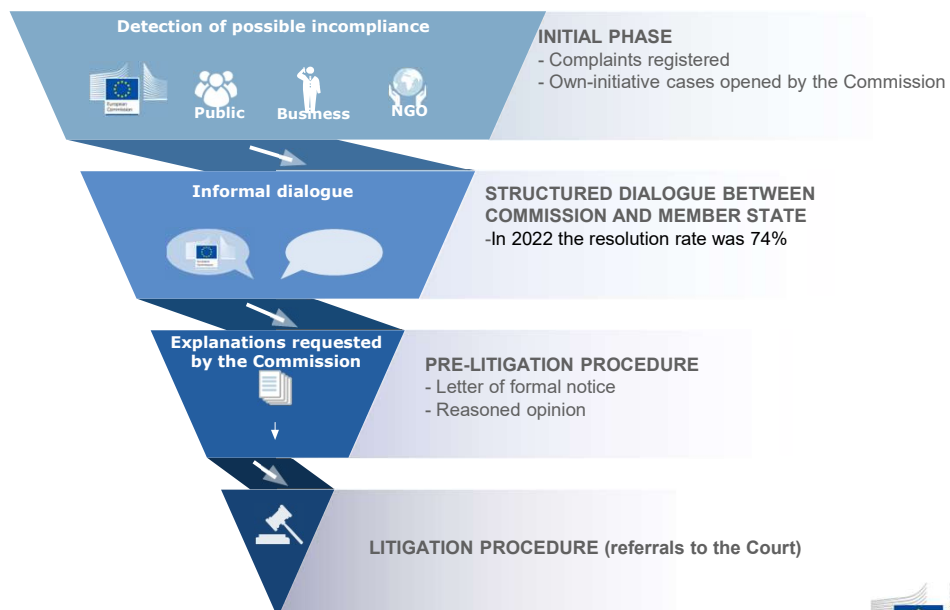 Detection of possible incompliance
European
Commission
Public
Business
NGO
INITIAL PHASE
- Complaints registered
- Own-initiative cases opened by the Commission
Informal dialogue
STRUCTURED DIALOGUE BETWEEN
COMMISSION AND MEMBER STATE
-In 2022 the resolution rate was 74%
Explanations requested
by the Commission
PRE-LITIGATION PROCEDURE
- Letter of formal notice
- Reasoned opinion
LITIGATION PROCEDURE (referrals to the Court)